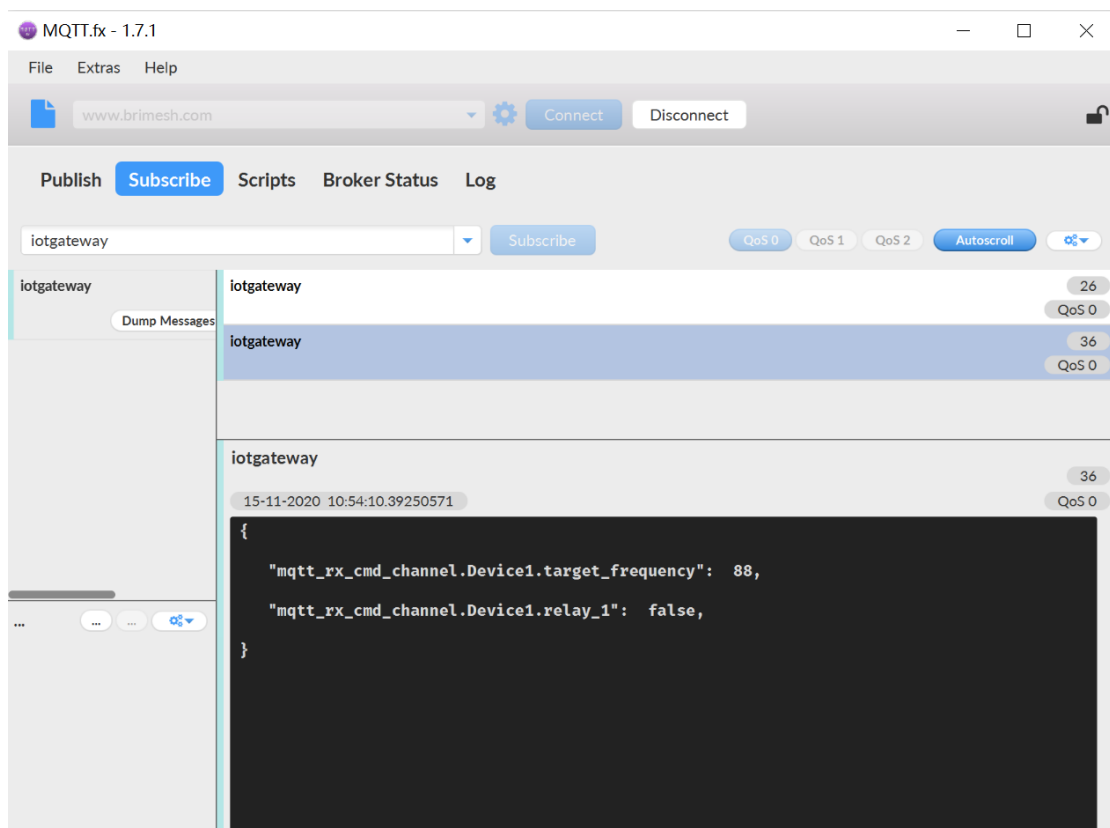 MQTT.fx - 1.7.1
File Extras Help
www.brimesh.com Connect Disconnect
Publish Subscribe Scripts Broker Status Log
iotgateway Subscribe QoS 0 QoS 1 QoS 2 Autoscroll
iotgateway
Dump Messages
iotgateway 26
QoS 0
iotgateway 36
QoS 0
... ... ...
iotgateway
36
15-11-2020 10:54:10.39250571 QoS 0
{
"mqtt_rx_cmd_channel.Device1.target_frequency": 88,
"mqtt_rx_cmd_channel.Device1.relay_1": false,
}